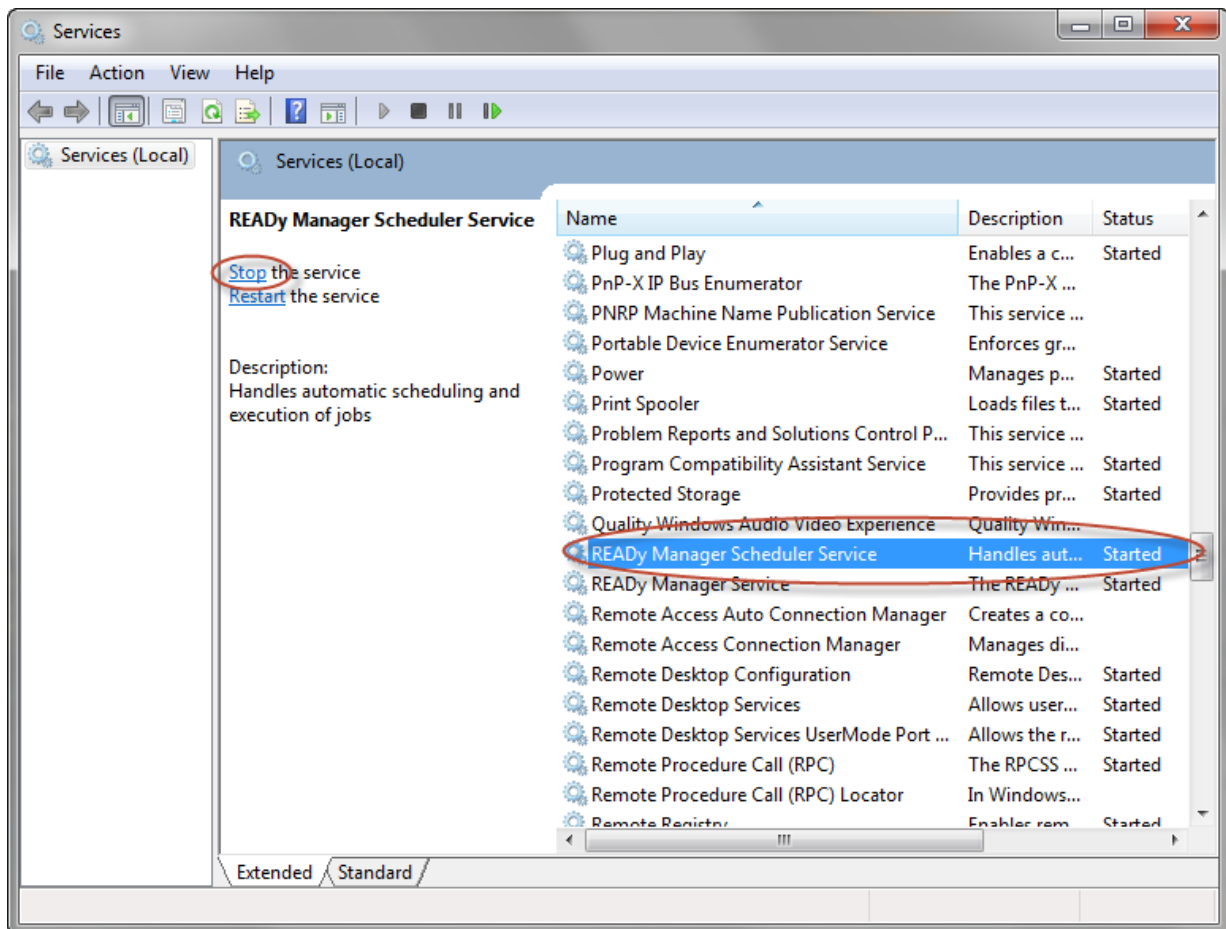 Services
File Action View Help
Services (Local)
Services (Local)
READy Manager Scheduler Service
Stop the service
Restart the service
Description:
Handles automatic scheduling and
execution of jobs
Name Description Status
Plug and Play Enables a c... Started
PnP-X IP Bus Enumerator The PnP-X ...
PNRP Machine Name Publication Service This service ...
Portable Device Enumerator Service Enforces gr...
Power Manages p... Started
Print Spooler Loads files t... Started
Problem Reports and Solutions Control P... This service ...
Program Compatibility Assistant Service This service ... Started
Protected Storage Provides pr... Started
Quality Windows Audio Video Experience Quality Win...
READy Manager Scheduler Service Handles aut... Started
READy Manager Service The READy ... Started
Remote Access Auto Connection Manager Creates a co...
Remote Access Connection Manager Manages di...
Remote Desktop Configuration Remote Des... Started
Remote Desktop Services Allows user... Started
Remote Desktop Services UserMode Port ... Allows the r... Started
Remote Procedure Call (RPC) The RPCSS ... Started
Remote Procedure Call (RPC) Locator In Windows...
Remote Registry Enables rem... Started
Extended Standard